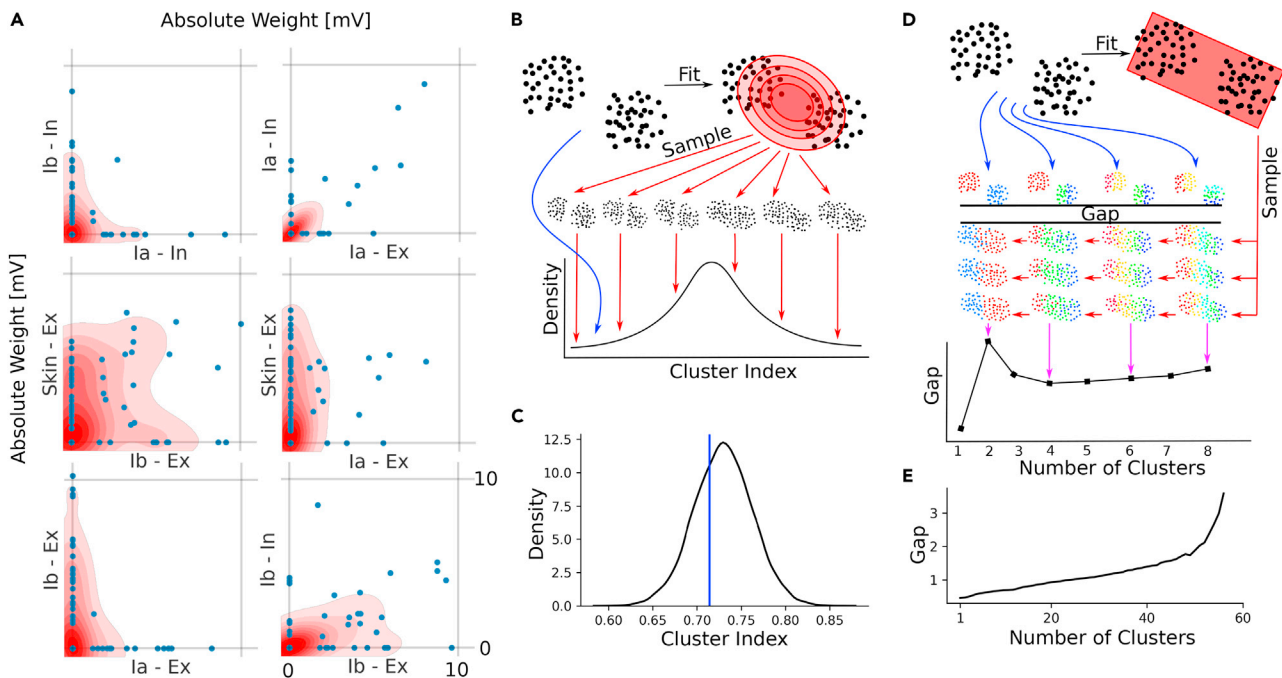 A
Absolute Weight [mV]
Absolute Weight [mV]
Ib - In
Ia - In
Ia - In
Ia - Ex
Skin - Ex
Ib - Ex
Skin - Ex
Ia - Ex
Ib - Ex
Ia - Ex
Ib - In
Ib - Ex
10
0
0
10
B
Fit
Sample
Density
Cluster Index
C
Density
12.5
10.0
7.5
5.0
2.5
0.0
0.60 0.65 0.70 0.75 0.80 0.85
Cluster Index
D
Fit
Sample
Gap
Gap
1 2 3 4 5 6 7 8
Number of Clusters
E
Gap
3
2
1
1 20 40 60
Number of Clusters